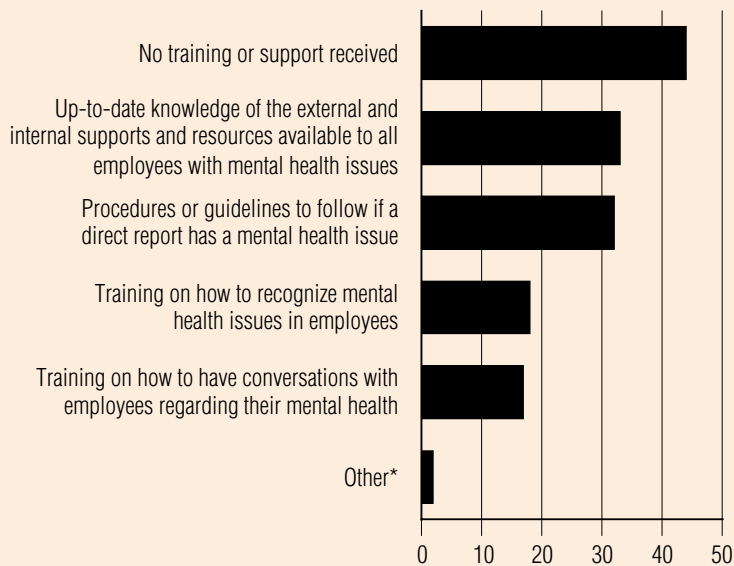 No training or support received
Up-to-date knowledge of the external and
internal supports and resources available to all
employees with mental health issues
Procedures or guidelines to follow if a
direct report has a mental health issue
Training on how to recognize mental
health issues in employees
Training on how to have conversations with
employees regarding their mental health
Other*
0 10 20 30 40 50